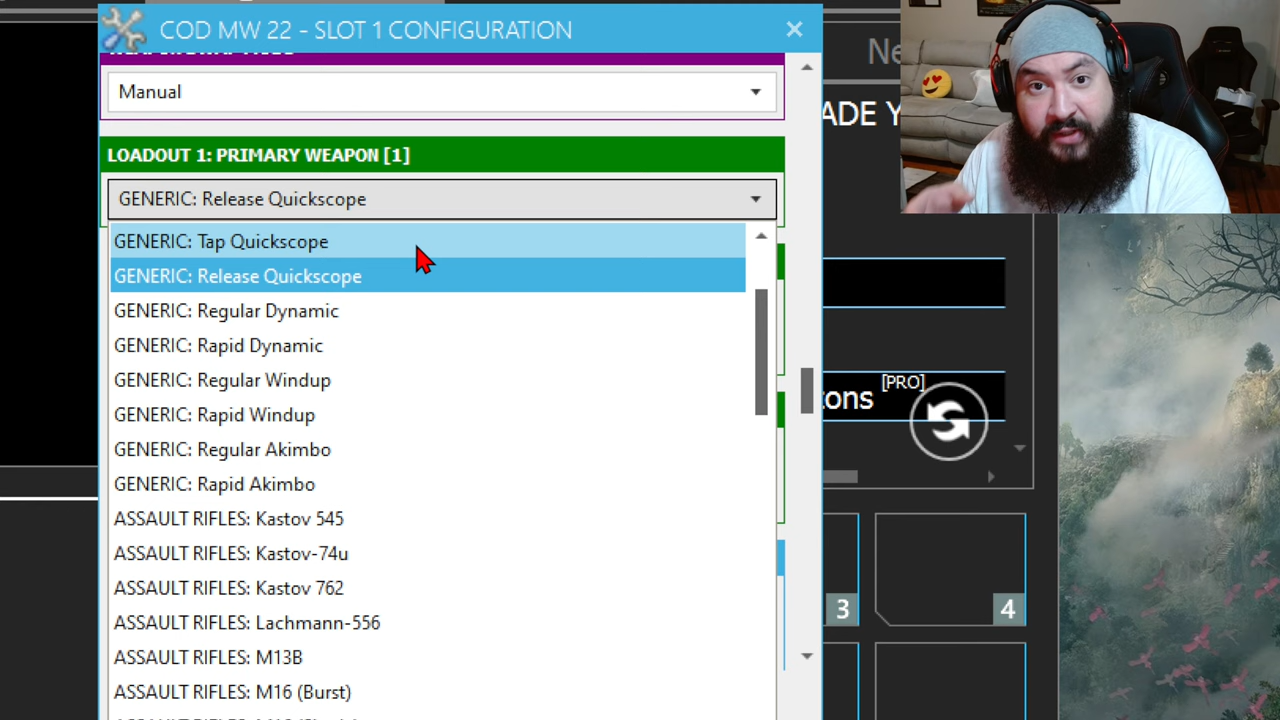 COD MW 22 - SLOT 1 CONFIGURATION
Ne
Manual
ADE Y
LOADOUT 1: PRIMARY WEAPON [1]
GENERIC: Release Quickscope
GENERIC: Tap Quickscope
GENERIC: Release Quickscope
GENERIC: Regular Dynamic
GENERIC: Rapid Dynamic
GENERIC: Regular Windup
GENERIC: Rapid Windup
GENERIC: Regular Akimbo
GENERIC: Rapid Akimbo
ASSAULT RIFLES: Kastov 545
ASSAULT RIFLES: Kastov-74u
ASSAULT RIFLES: Kastov 762
ASSAULT RIFLES: Lachmann-556
ASSAULT RIFLES: M13B
ASSAULT RIFLES: M16 (Burst)
cons [PRO]
3
4